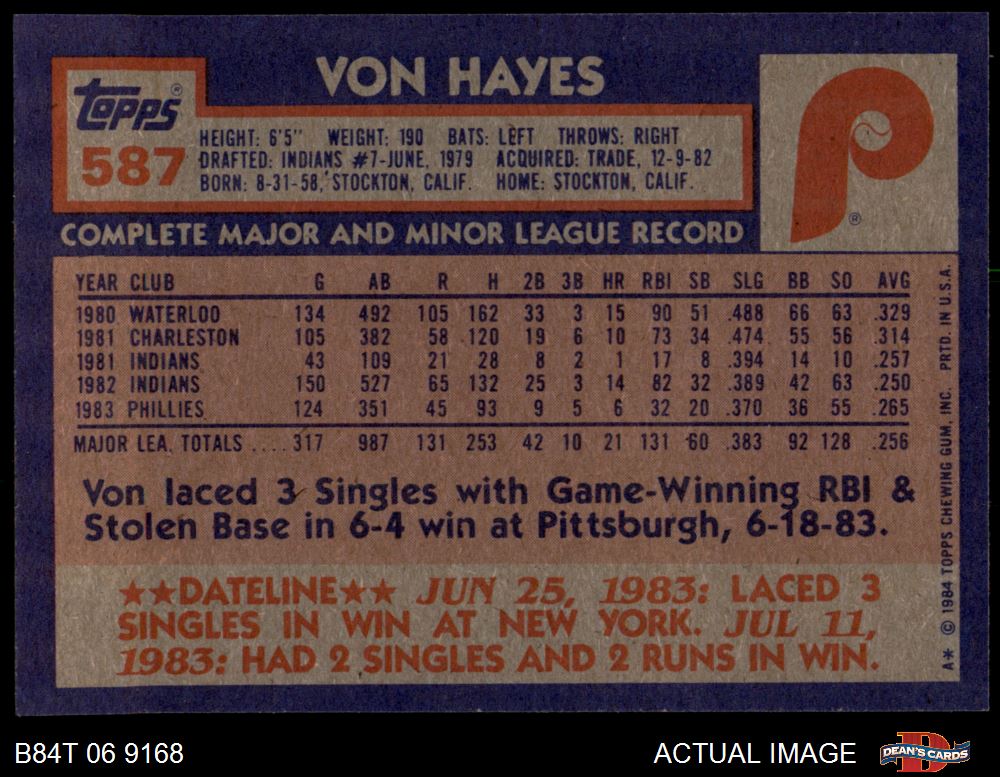 VON HAYES
TOPPS®
587
HEIGHT: 6'5" WEIGHT: 190 BATS: LEFT THROWS: RIGHT
DRAFTED: INDIANS #7-JUNE, 1979 ACQUIRED: TRADE, 12-9-82
BORN: 8-31-58, STOCKTON, CALIF. HOME: STOCKTON, CALIF.
P
®
COMPLETE MAJOR AND MINOR LEAGUE RECORD
YEAR CLUB G AB R H 2B 3B HR RBI SB SLG BB SO AVG
1980 WATERLOO 134 492 105 162 33 3 15 90 51 .488 66 63 .329
1981 CHARLESTON 105 382 58 120 19 6 10 73 34 .474 55 56 .314
1981 INDIANS 43 109 21 28 8 2 1 17 8 .394 14 10 .257
1982 INDIANS 150 527 65 132 25 3 14 82 32 .389 42 63 .250
1983 PHILLIES 124 351 45 93 9 5 6 32 20 .370 36 55 .265
MAJOR LEA. TOTALS .... 317 987 131 253 42 10 21 131 60 .383 92 128 .256
Von laced 3 Singles with Game-Winning RBI &
Stolen Base in 6-4 win at Pittsburgh, 6-18-83.
★★DATELINE★★ JUN 25, 1983: LACED 3
SINGLES IN WIN AT NEW YORK. JUL 11,
1983: HAD 2 SINGLES AND 2 RUNS IN WIN.
A* © 1984 TOPPS CHEWING GUM, INC. PRTD. IN U.S.A.
B84T 06 9168
ACTUAL IMAGE
D
DEAN'S CARDS